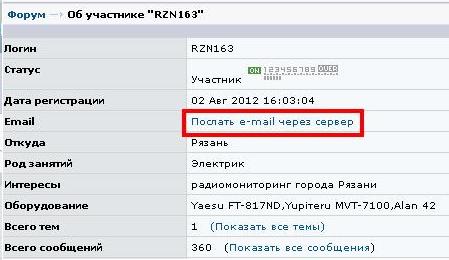 Форум → Об участнике "RZN163"
Логин RZN163
Статус
Участник ON 123456789 OVER
Дата регистрации 02 Авг 2012 16:03:04
Email Послать e-mail через сервер
Откуда Рязань
Род занятий Электрик
Интересы радиомониторинг города Рязани
Оборудование Yaesu FT-817ND,Yupiteru MVT-7100,Alan 42
Всего тем 1 (Показать все темы)
Всего сообщений 360 (Показать все сообщения)